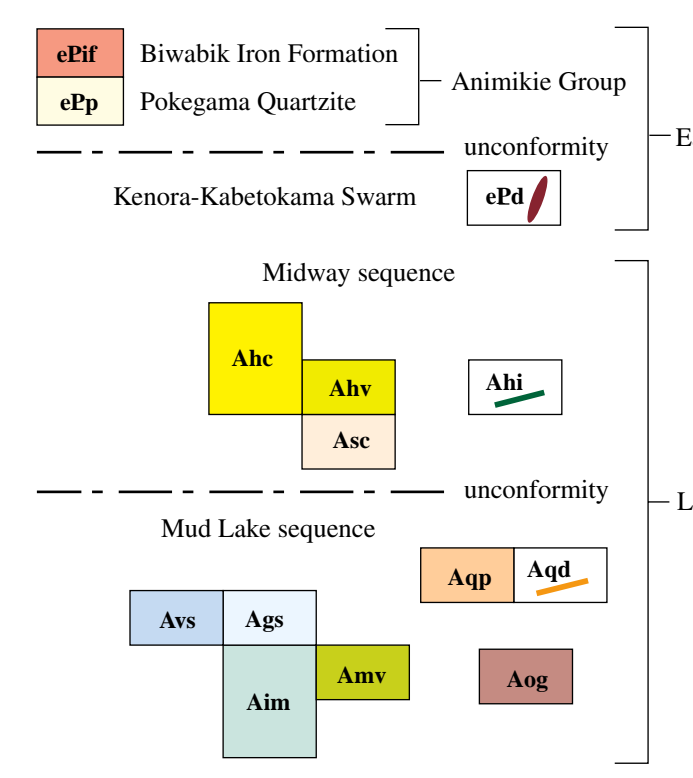 ePif Biwabik Iron Formation
Animikie Group
ePp Pokegama Quartzite
E
unconformity
Kenora-Kabetokama Swarm ePd
Midway sequence
Ahc
Ahv Ahi
Asc
unconformity
L
Mud Lake sequence
Aqp Aqd
Avs Ags
Amv Aog
Aim